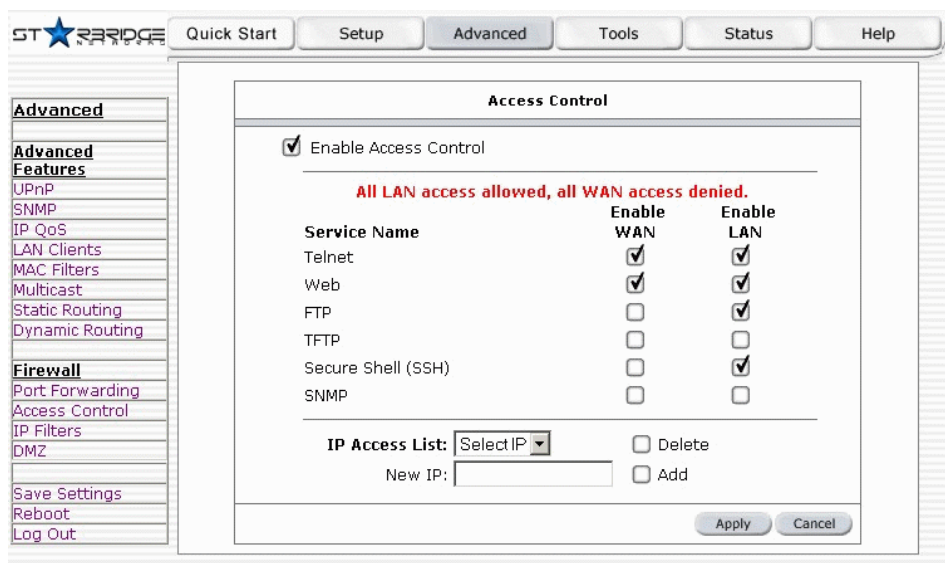 STARBRIDGE NETWORKS
Quick Start
Setup
Advanced
Tools
Status
Help
Advanced
Advanced
Features
UPnP
SNMP
IP QoS
LAN Clients
MAC Filters
Multicast
Static Routing
Dynamic Routing
Firewall
Port Forwarding
Access Control
IP Filters
DMZ
Save Settings
Reboot
Log Out
Access Control
Enable Access Control
All LAN access allowed, all WAN access denied.
Service Name
Enable WAN
Enable LAN
Telnet
Web
FTP
TFTP
Secure Shell (SSH)
SNMP
IP Access List: Select IP Delete
New IP: Add
Apply Cancel